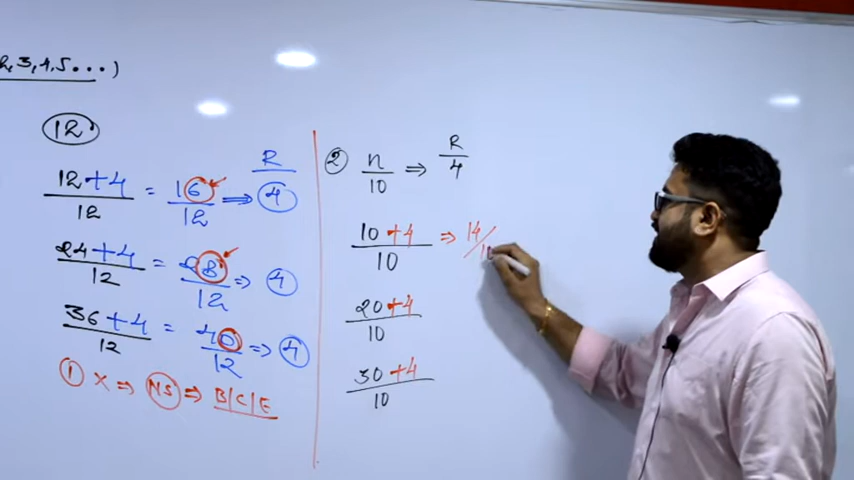 2,3,4,5...)
12
R
12+4/12 = 16/12 ⇒ 4
24+4/12 = 28/12 ⇒ 4
36+4/12 = 40/12 ⇒ 4
① X ⇒ NS ⇒ B/C/E
② n/10 ⇒ R/4
10+4/10 ⇒ 14/10
20+4/10
30+4/10